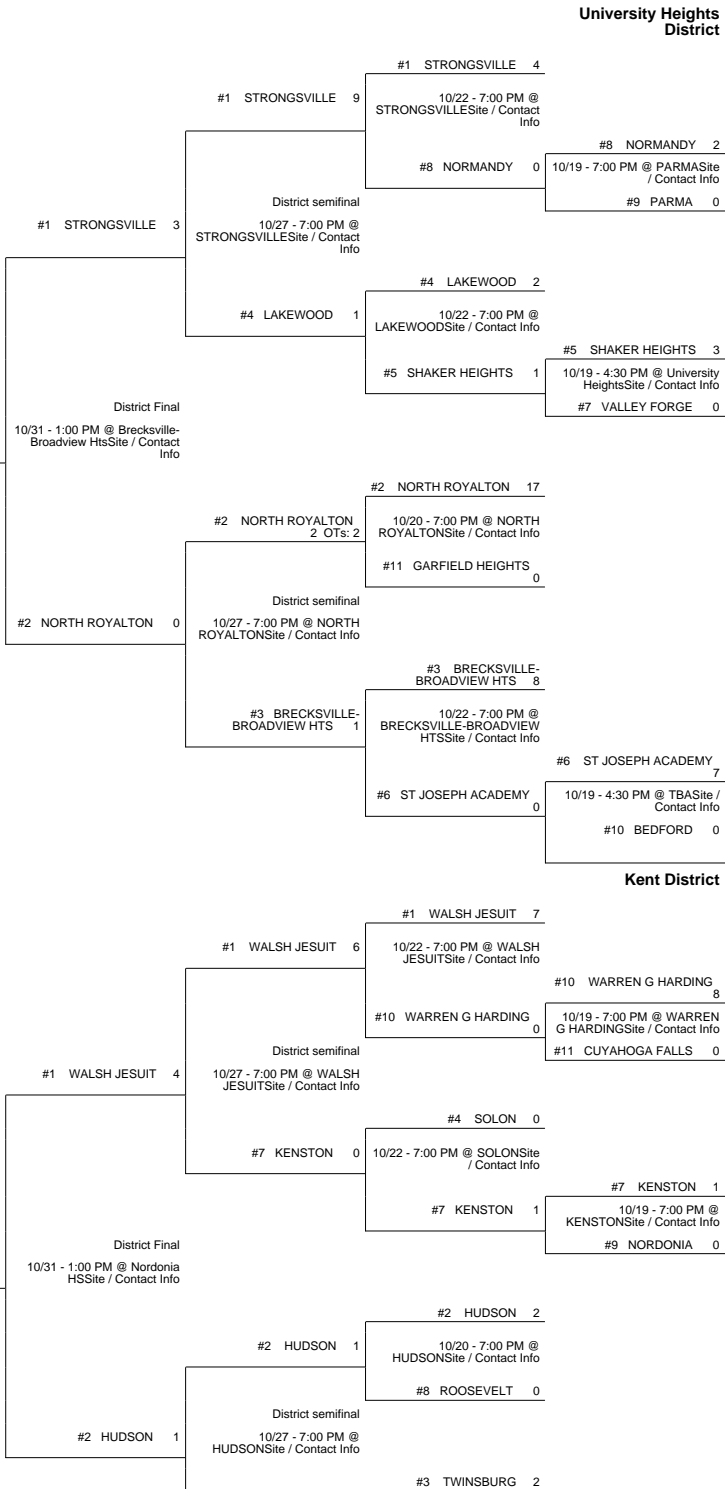 University Heights
District
#1 STRONGSVILLE 4
#1 STRONGSVILLE 9
10/22 - 7:00 PM @
STRONGSVILLESite / Contact
Info
#8 NORMANDY 2
#8 NORMANDY 0
10/19 - 7:00 PM @ PARMASite
/ Contact Info
#9 PARMA 0
District semifinal
#1 STRONGSVILLE 3
10/27 - 7:00 PM @
STRONGSVILLESite / Contact
Info
#4 LAKEWOOD 2
#4 LAKEWOOD 1
10/22 - 7:00 PM @
LAKEWOODSite / Contact Info
#5 SHAKER HEIGHTS 3
#5 SHAKER HEIGHTS 1
10/19 - 4:30 PM @ University
HeightsSite / Contact Info
#7 VALLEY FORGE 0
District Final
10/31 - 1:00 PM @ Brecksville-
Broadview HtsSite / Contact
Info
#2 NORTH ROYALTON 17
#2 NORTH ROYALTON
2 OTs: 2
10/20 - 7:00 PM @ NORTH
ROYALTONSite / Contact Info
#11 GARFIELD HEIGHTS
0
District semifinal
#2 NORTH ROYALTON 0
10/27 - 7:00 PM @ NORTH
ROYALTONSite / Contact Info
#3 BRECKSVILLE-
BROADVIEW HTS 8
#3 BRECKSVILLE-
BROADVIEW HTS 1
10/22 - 7:00 PM @
BRECKSVILLE-BROADVIEW
HTSSite / Contact Info
#6 ST JOSEPH ACADEMY
7
#6 ST JOSEPH ACADEMY
0
10/19 - 4:30 PM @ TBASite /
Contact Info
#10 BEDFORD 0
Kent District
#1 WALSH JESUIT 7
#1 WALSH JESUIT 6
10/22 - 7:00 PM @ WALSH
JESUITSite / Contact Info
#10 WARREN G HARDING
8
#10 WARREN G HARDING
0
10/19 - 7:00 PM @ WARREN
G HARDINGSite / Contact Info
#11 CUYAHOGA FALLS 0
District semifinal
#1 WALSH JESUIT 4
10/27 - 7:00 PM @ WALSH
JESUITSite / Contact Info
#4 SOLON 0
#7 KENSTON 0
10/22 - 7:00 PM @ SOLONSite
/ Contact Info
#7 KENSTON 1
#7 KENSTON 1
10/19 - 7:00 PM @
KENSTONSite / Contact Info
#9 NORDONIA 0
District Final
10/31 - 1:00 PM @ Nordonia
HSSite / Contact Info
#2 HUDSON 2
#2 HUDSON 1
10/20 - 7:00 PM @
HUDSONSite / Contact Info
#8 ROOSEVELT 0
District semifinal
#2 HUDSON 1
10/27 - 7:00 PM @
HUDSONSite / Contact Info
#3 TWINSBURG 2